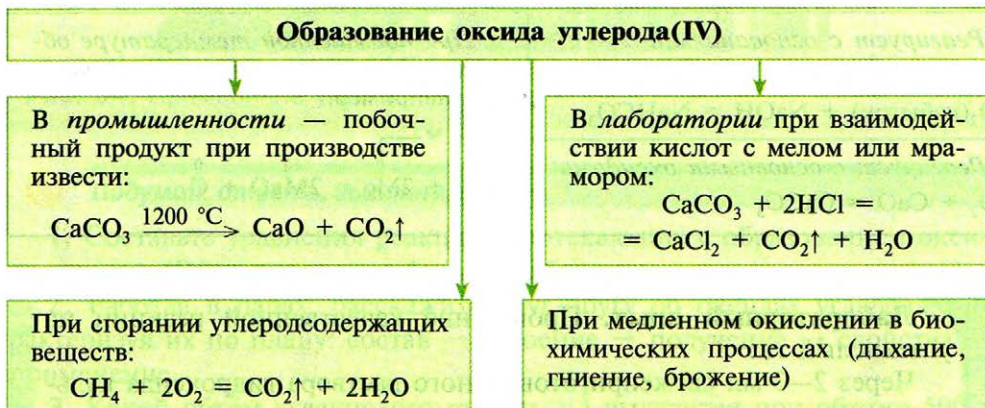 Образование оксида углерода(IV)
В промышленности — побоч-
ный продукт при производстве
извести:
CaCO₃ 1200 °C→ CaO + CO₂↑
В лаборатории при взаимодей-
ствии кислот с мелом или мра-
мором:
CaCO₃ + 2HCl =
= CaCl₂ + CO₂↑ + H₂O
При сгорании углеродсодержащих
веществ:
CH₄ + 2O₂ = CO₂↑ + 2H₂O
При медленном окислении в био-
химических процессах (дыхание,
гниение, брожение)